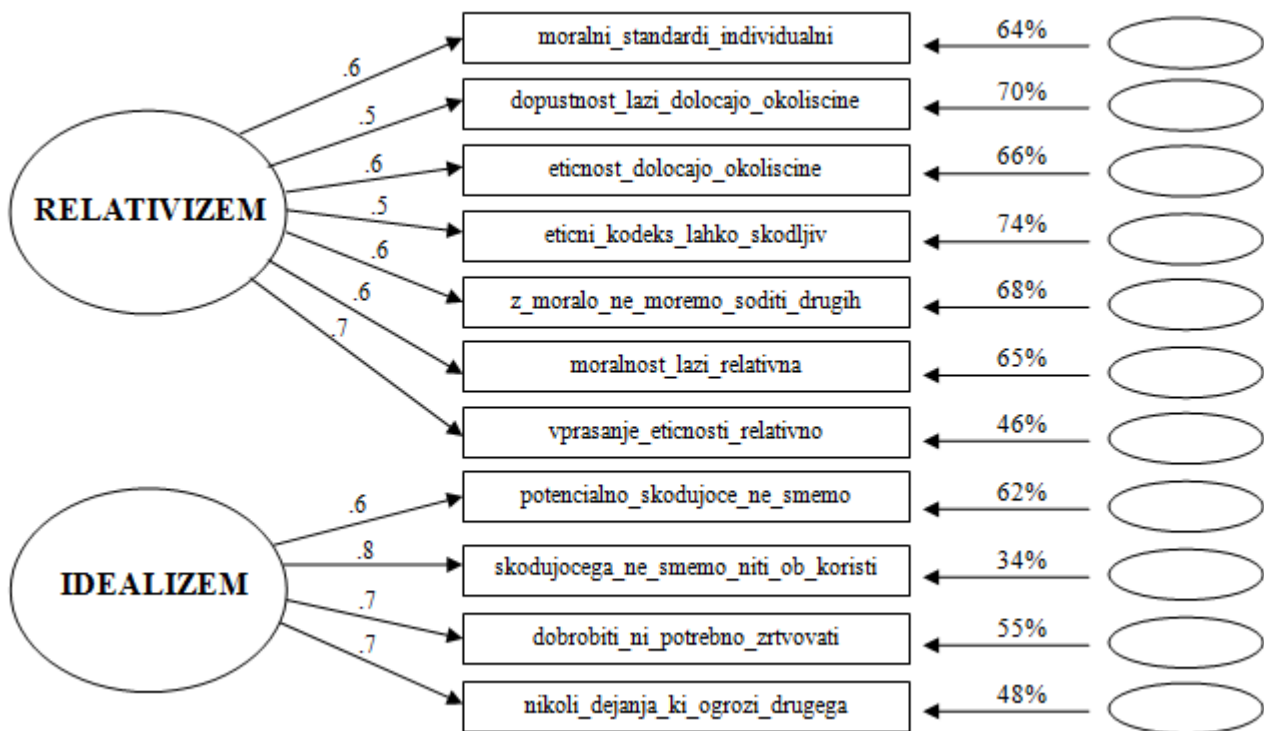 moralni_standardi_individualni
64%
.6
dopustnost_lazi_dolocajo_okoliscine
70%
.5
eticnost_dolocajo_okoliscine
66%
.6
RELATIVIZEM
eticni_kodeks_lahko_skodljiv
74%
.5
z_moralo_ne_moremo_soditi_drugih
68%
.6
moralnost_lazi_relativna
65%
.6
vprasanje_eticnosti_relativno
46%
.7
potencialno_skodujoce_ne_smemo
62%
.6
skodujocega_ne_smemo_niti_ob_koristi
34%
.8
IDEALIZEM
dobrobiti_ni_potrebno_zrtvovati
55%
.7
nikoli_dejanja_ki_ogrozi_drugega
48%
.7